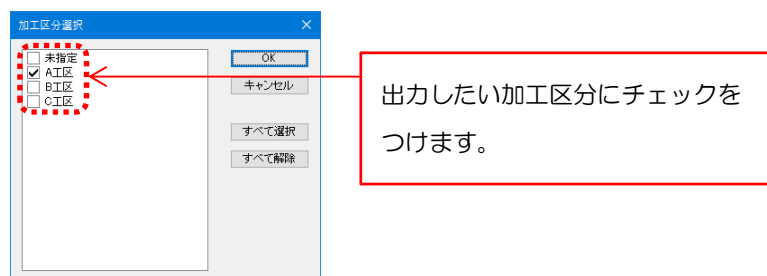 加工区分選択
未指定
A工区
B工区
C工区
OK
キャンセル
すべて選択
すべて解除
出力したい加工区分にチェックを
つけます。